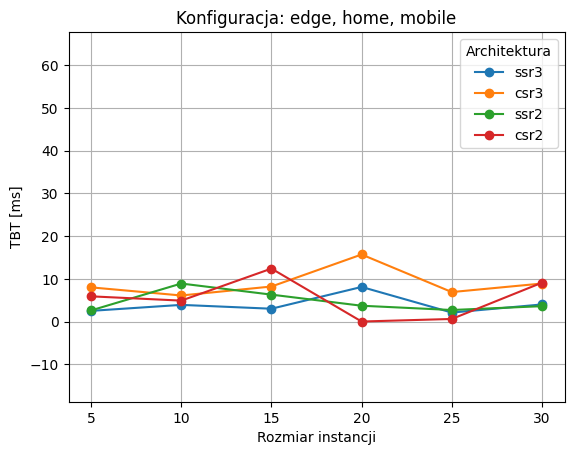 Konfiguracja: edge, home, mobile
Architektura
ssr3
csr3
ssr2
csr2
TBT [ms]
60
50
40
30
20
10
0
−10
5
10
15
20
25
30
Rozmiar instancji